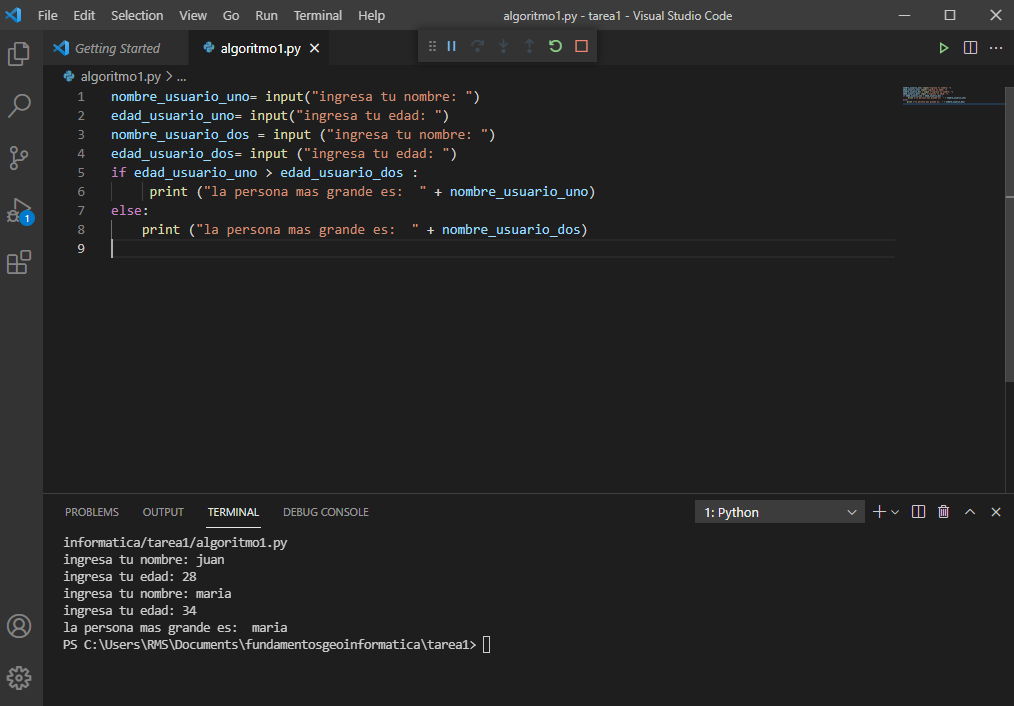 File Edit Selection View Go Run Terminal Help algoritmo1.py - tarea1 - Visual Studio Code
Getting Started algoritmo1.py
algoritmo1.py > ...
1 nombre_usuario_uno= input("ingresa tu nombre: ")
2 edad_usuario_uno= input("ingresa tu edad: ")
3 nombre_usuario_dos = input ("ingresa tu nombre: ")
4 edad_usuario_dos= input ("ingresa tu edad: ")
5 if edad_usuario_uno > edad_usuario_dos :
6 print ("la persona mas grande es:  " + nombre_usuario_uno)
7 else:
8 print ("la persona mas grande es:  " + nombre_usuario_dos)
9
1
PROBLEMS OUTPUT TERMINAL DEBUG CONSOLE 1: Python
informatica/tarea1/algoritmo1.py
ingresa tu nombre: juan
ingresa tu edad: 28
ingresa tu nombre: maria
ingresa tu edad: 34
la persona mas grande es:  maria
PS C:\Users\RMS\Documents\fundamentosgeoinformatica\tarea1>